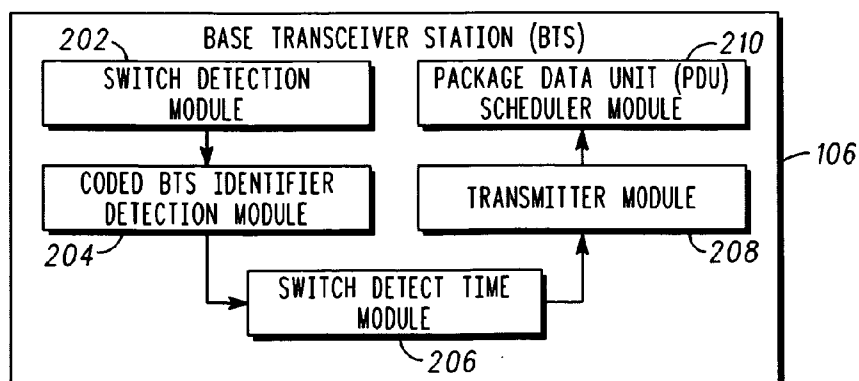 BASE TRANSCEIVER STATION (BTS)
202
SWITCH DETECTION
MODULE
210
PACKAGE DATA UNIT (PDU)
SCHEDULER MODULE
106
CODED BTS IDENTIFIER
DETECTION MODULE
204
TRANSMITTER MODULE
208
SWITCH DETECT TIME
MODULE
206